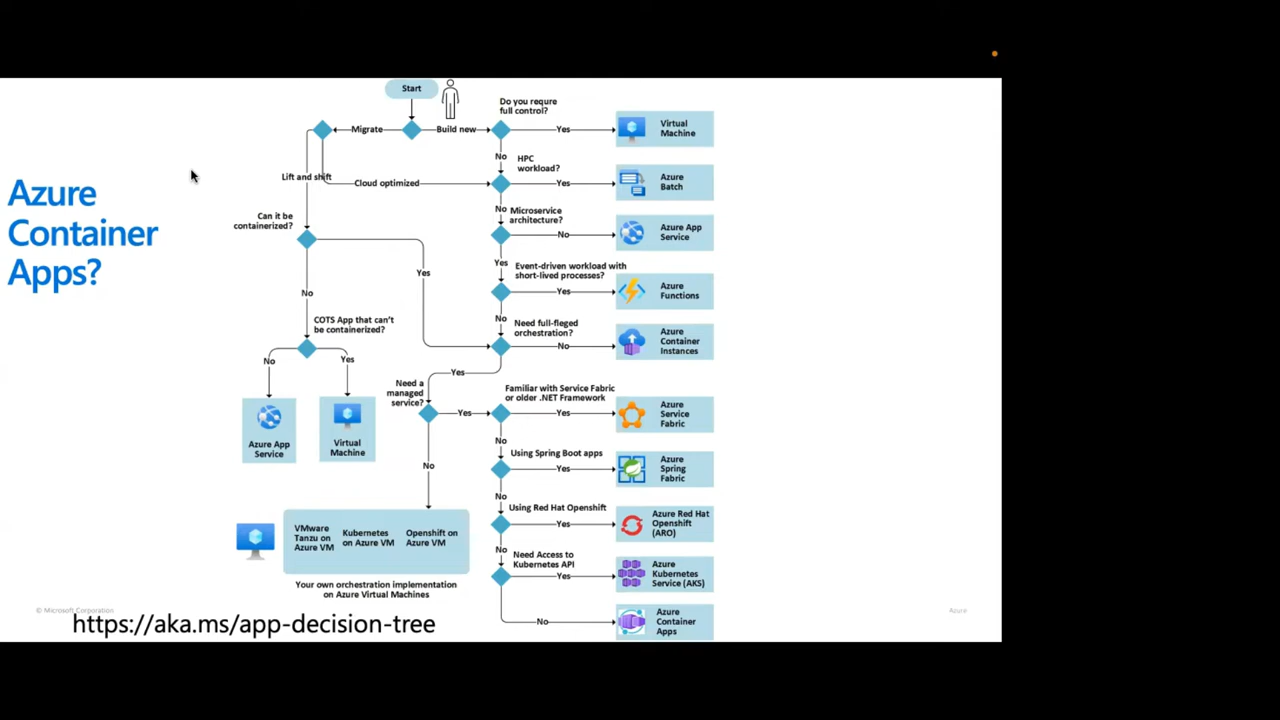 Start
Do you requre
full control?
Migrate
Build new
Yes
Virtual
Machine
No
HPC
workload?
Lift and shift
Cloud optimized
Yes
Azure
Batch
Azure
Container
Apps?
No
Microservice
architecture?
No
Azure App
Service
Can it be
containerized?
Yes
Yes
Event-driven workload with
short-lived processes?
Yes
Azure
Functions
No
No
Need full-fleged
orchestration?
No
Azure
Container
Instances
COTS App that can't
be containerized?
No
Yes
Yes
Azure App
Service
Virtual
Machine
Need a
managed
service?
Yes
Familiar with Service Fabric
or older .NET Framework
Yes
Azure
Service
Fabric
No
No
Using Spring Boot apps
Yes
Azure
Spring
Fabric
No
Using Red Hat Openshift
Yes
Azure Red Hat
Openshift
(ARO)
VMware
Tanzu on
Azure VM
Kubernetes
on Azure VM
Openshift on
Azure VM
Your own orchestration implementation
on Azure Virtual Machines
No
Need Access to
Kubernetes API
Yes
Azure
Kubernetes
Service (AKS)
No
Azure
Container
Apps
© Microsoft Corporation
Azure
https://aka.ms/app-decision-tree